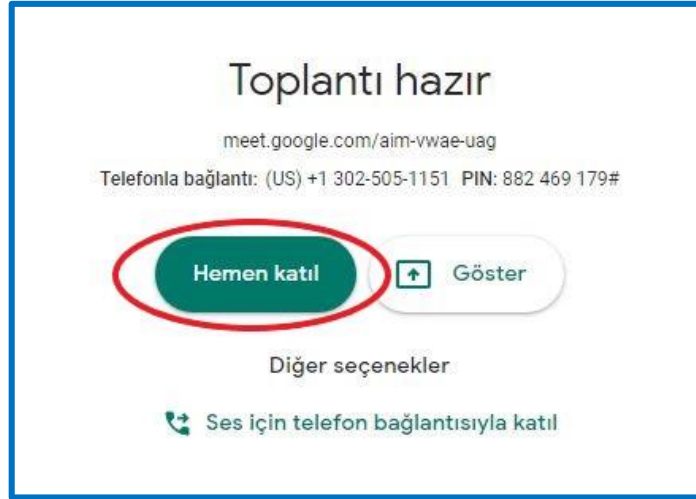 Toplantı hazır
meet.google.com/aim-vwae-uag
Telefonla bağlantı: (US) +1 302-505-1151 PIN: 882 469 179#
Hemen katıl
Göster
Diğer seçenekler
Ses için telefon bağlantısıyla katıl